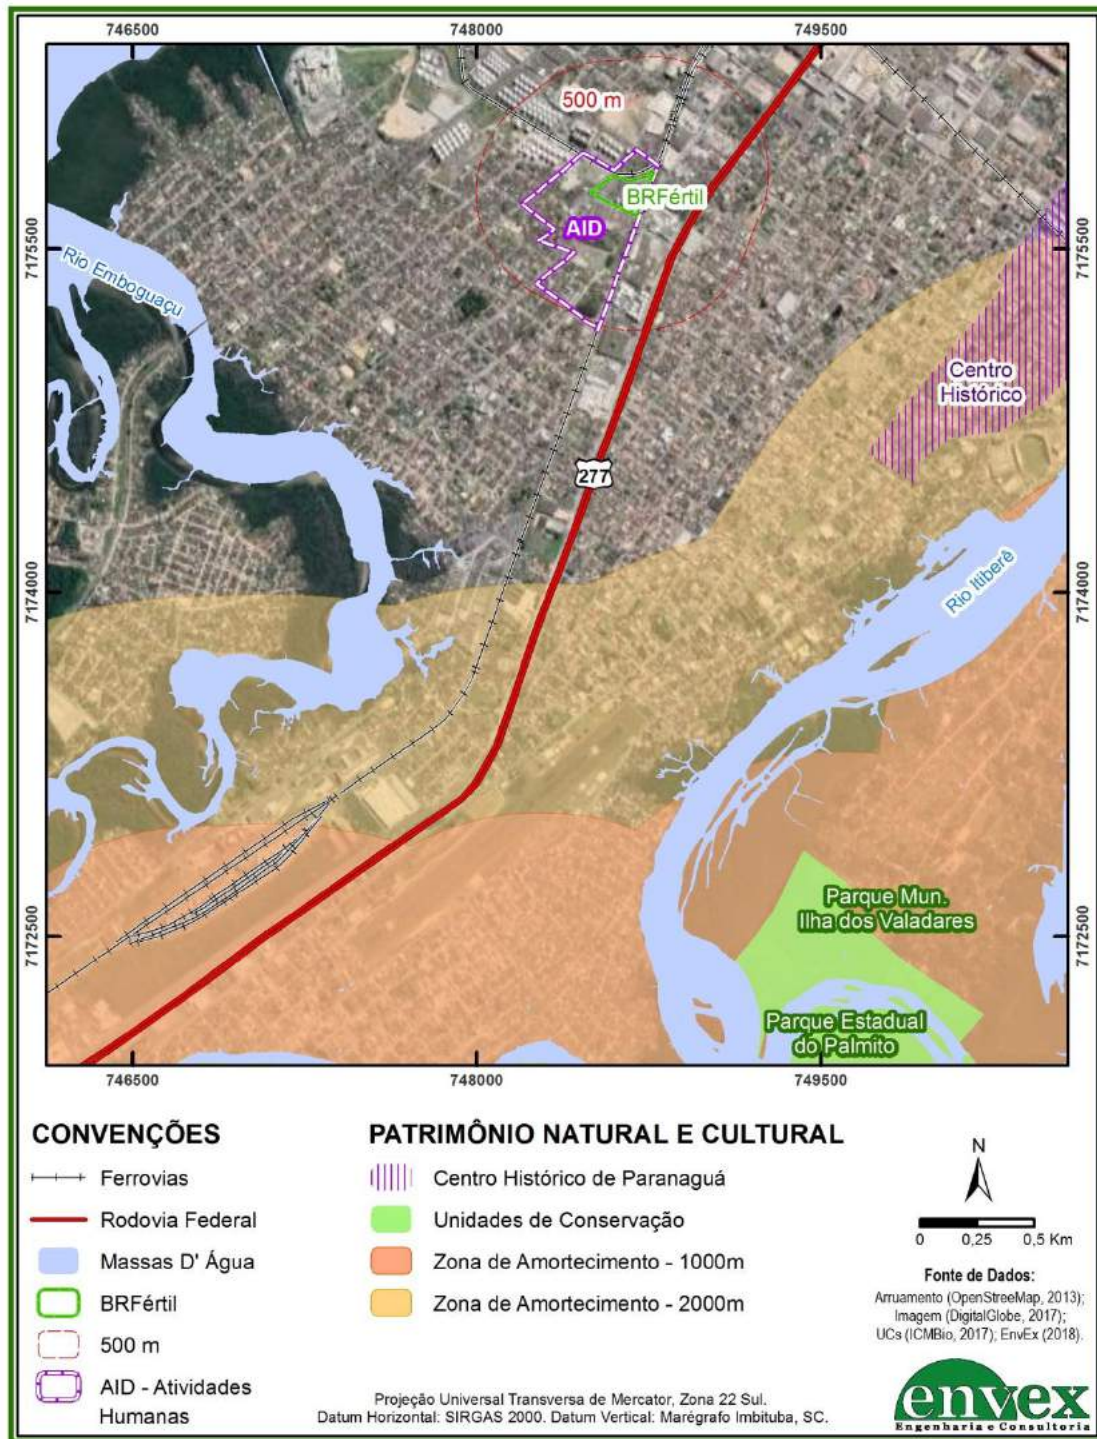 746500
748000
749500
500 m
BRFértil
AID
7175500
7175500
Rio Emboguaçu
Centro
Histórico
277
7174000
7174000
Rio Itiberê
Parque Mun.
Ilha dos Valadares
7172500
7172500
Parque Estadual
do Palmito
746500
748000
749500
CONVENÇÕES
Ferrovias
Rodovia Federal
Massas D' Água
BRFértil
500 m
AID - Atividades
Humanas
PATRIMÔNIO NATURAL E CULTURAL
Centro Histórico de Paranaguá
Unidades de Conservação
Zona de Amortecimento - 1000m
Zona de Amortecimento - 2000m
N
0 0,25 0,5 Km
Fonte de Dados:
Arruamento (OpenStreeMap, 2013);
Imagem (DigitalGlobe, 2017);
UCs (ICMBio, 2017); EnvEx (2018).
Projeção Universal Transversa de Mercator, Zona 22 Sul.
Datum Horizontal: SIRGAS 2000. Datum Vertical: Marégrafo Imbituba, SC.
envex
Engenharia e Consultoria